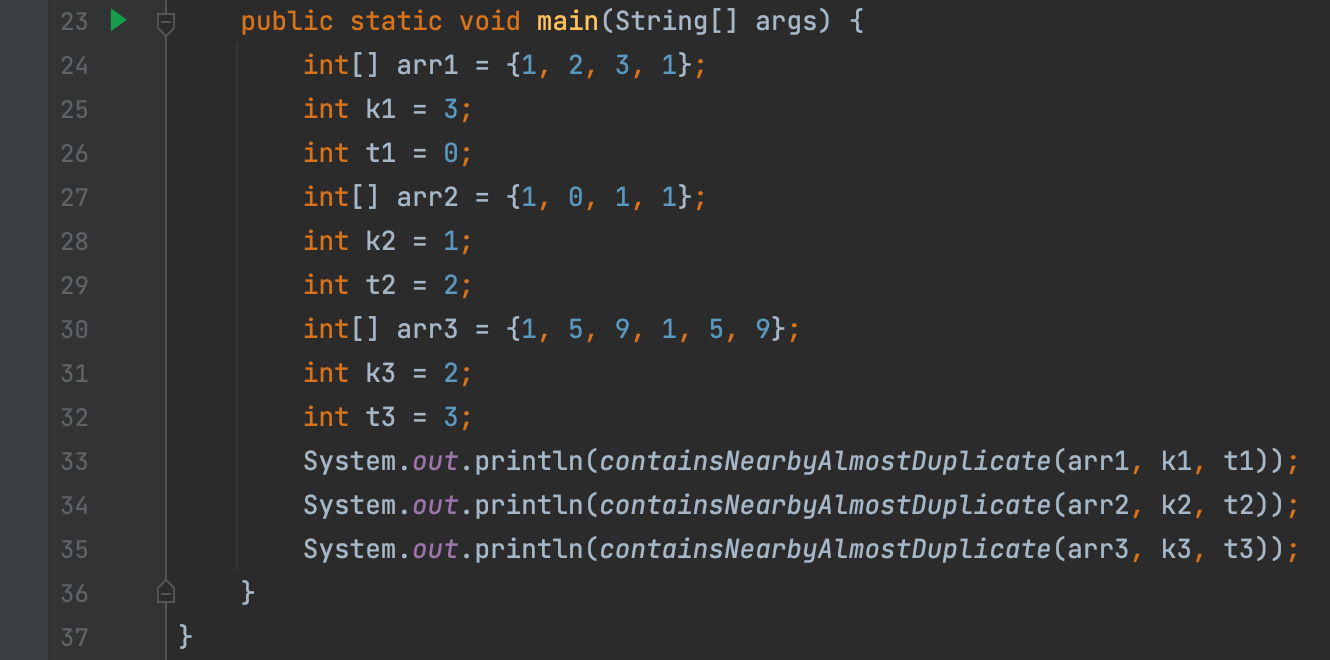 23 public static void main(String[] args) {
24 int[] arr1 = {1, 2, 3, 1};
25 int k1 = 3;
26 int t1 = 0;
27 int[] arr2 = {1, 0, 1, 1};
28 int k2 = 1;
29 int t2 = 2;
30 int[] arr3 = {1, 5, 9, 1, 5, 9};
31 int k3 = 2;
32 int t3 = 3;
33 System.out.println(containsNearbyAlmostDuplicate(arr1, k1, t1));
34 System.out.println(containsNearbyAlmostDuplicate(arr2, k2, t2));
35 System.out.println(containsNearbyAlmostDuplicate(arr3, k3, t3));
36 }
37 }